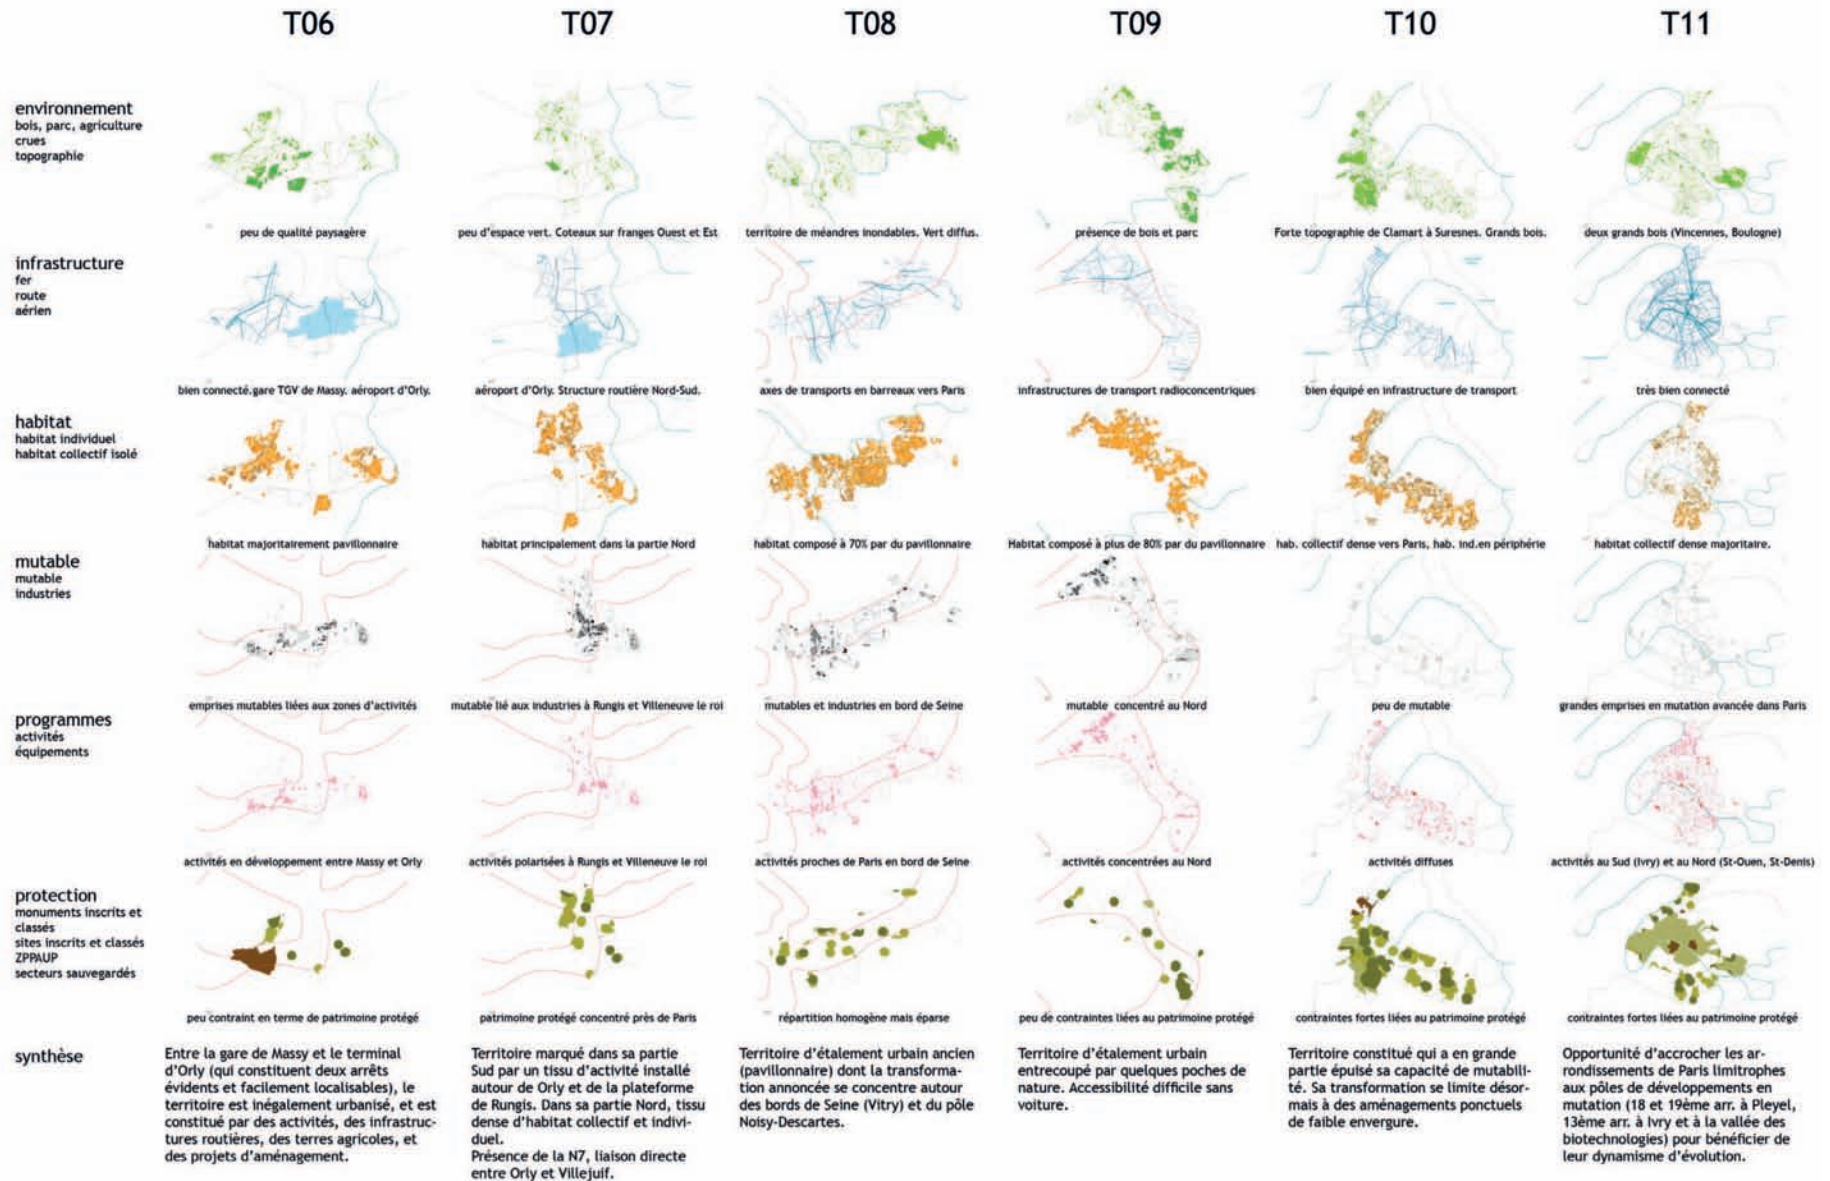 T06
T07
T08
T09
T10
T11
environnement
bois, parc, agriculture
crues
topographie
peu de qualité paysagère
peu d'espace vert. Coteaux sur franges Ouest et Est
territoire de méandres inondables. Vert diffus.
présence de bois et parc
Forte topographie de Clamart à Suresnes. Grands bois.
deux grands bois (Vincennes, Boulogne)
infrastructure
fer
route
aérien
bien connecté.gare TGV de Massy. aéroport d'Orly.
aéroport d'Orly. Structure routière Nord-Sud.
axes de transports en barreaux vers Paris
infrastructures de transport radioconcentriques
bien équipé en infrastructure de transport
très bien connecté
habitat
habitat individuel
habitat collectif isolé
habitat majoritairement pavillonnaire
habitat principalement dans la partie Nord
habitat composé à 70% par du pavillonnaire
Habitat composé à plus de 80% par du pavillonnaire
hab. collectif dense vers Paris, hab. ind.en périphérie
habitat collectif dense majoritaire.
mutable
mutable
industries
emprises mutables liées aux zones d'activités
mutable lié aux industries à Rungis et Villeneuve le roi
mutables et industries en bord de Seine
mutable concentré au Nord
peu de mutable
grandes emprises en mutation avancée dans Paris
programmes
activités
équipements
activités en développement entre Massy et Orly
activités polarisées à Rungis et Villeneuve le roi
activités proches de Paris en bord de Seine
activités concentrées au Nord
activités diffuses
activités au Sud (Ivry) et au Nord (St-Ouen, St-Denis)
protection
monuments inscrits et
classés
sites inscrits et classés
ZPPAUP
secteurs sauvegardés
peu contraint en terme de patrimoine protégé
patrimoine protégé concentré près de Paris
répartition homogène mais éparse
peu de contraintes liées au patrimoine protégé
contraintes fortes liées au patrimoine protégé
contraintes fortes liées au patrimoine protégé
synthèse
Entre la gare de Massy et le terminal
d'Orly (qui constituent deux arrêts
évidents et facilement localisables), le
territoire est inégalement urbanisé, et est
constitué par des activités, des infrastruc-
tures routières, des terres agricoles, et
des projets d'aménagement.
Territoire marqué dans sa partie
Sud par un tissu d'activité installé
autour de Orly et de la plateforme
de Rungis. Dans sa partie Nord, tissu
dense d'habitat collectif et indivi-
duel.
Présence de la N7, liaison directe
entre Orly et Villejuif.
Territoire d'étalement urbain ancien
(pavillonnaire) dont la transforma-
tion annoncée se concentre autour
des bords de Seine (Vitry) et du pôle
Noisy-Descartes.
Territoire d'étalement urbain
entrecoupé par quelques poches de
nature. Accessibilité difficile sans
voiture.
Territoire constitué qui a en grande
partie épuisé sa capacité de mutabili-
té. Sa transformation se limite désor-
mais à des aménagements ponctuels
de faible envergure.
Opportunité d'accrocher les ar-
rondissements de Paris limitrophes
aux pôles de développements en
mutation (18 et 19ème arr. à Pleyel,
13ème arr. à Ivry et à la vallée des
biotechnologies) pour bénéficier de
leur dynamisme d'évolution.